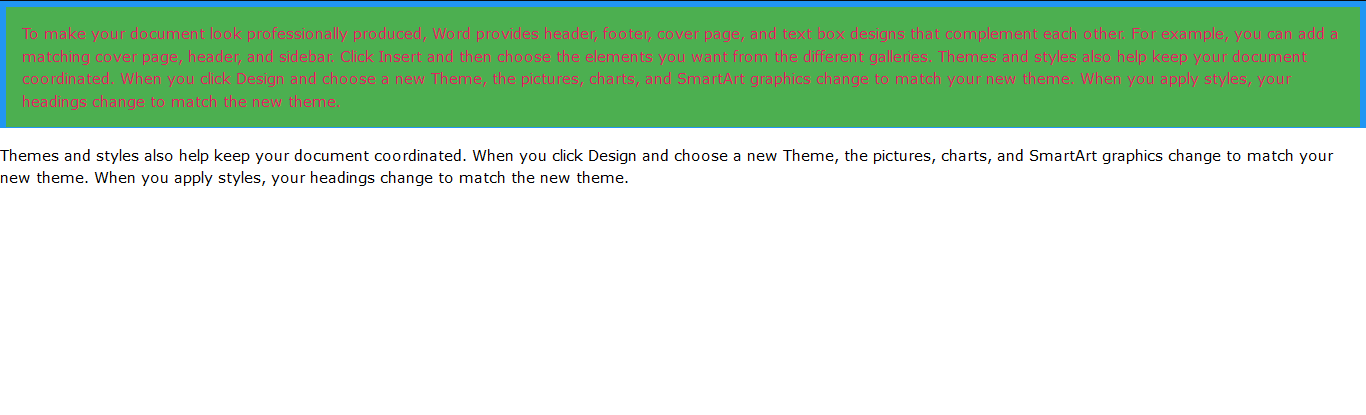 To make your document look professionally produced, Word provides header, footer, cover page, and text box designs that complement each other. For example, you can add a
matching cover page, header, and sidebar. Click Insert and then choose the elements you want from the different galleries. Themes and styles also help keep your document
coordinated. When you click Design and choose a new Theme, the pictures, charts, and SmartArt graphics change to match your new theme. When you apply styles, your
headings change to match the new theme.
Themes and styles also help keep your document coordinated. When you click Design and choose a new Theme, the pictures, charts, and SmartArt graphics change to match your
new theme. When you apply styles, your headings change to match the new theme.